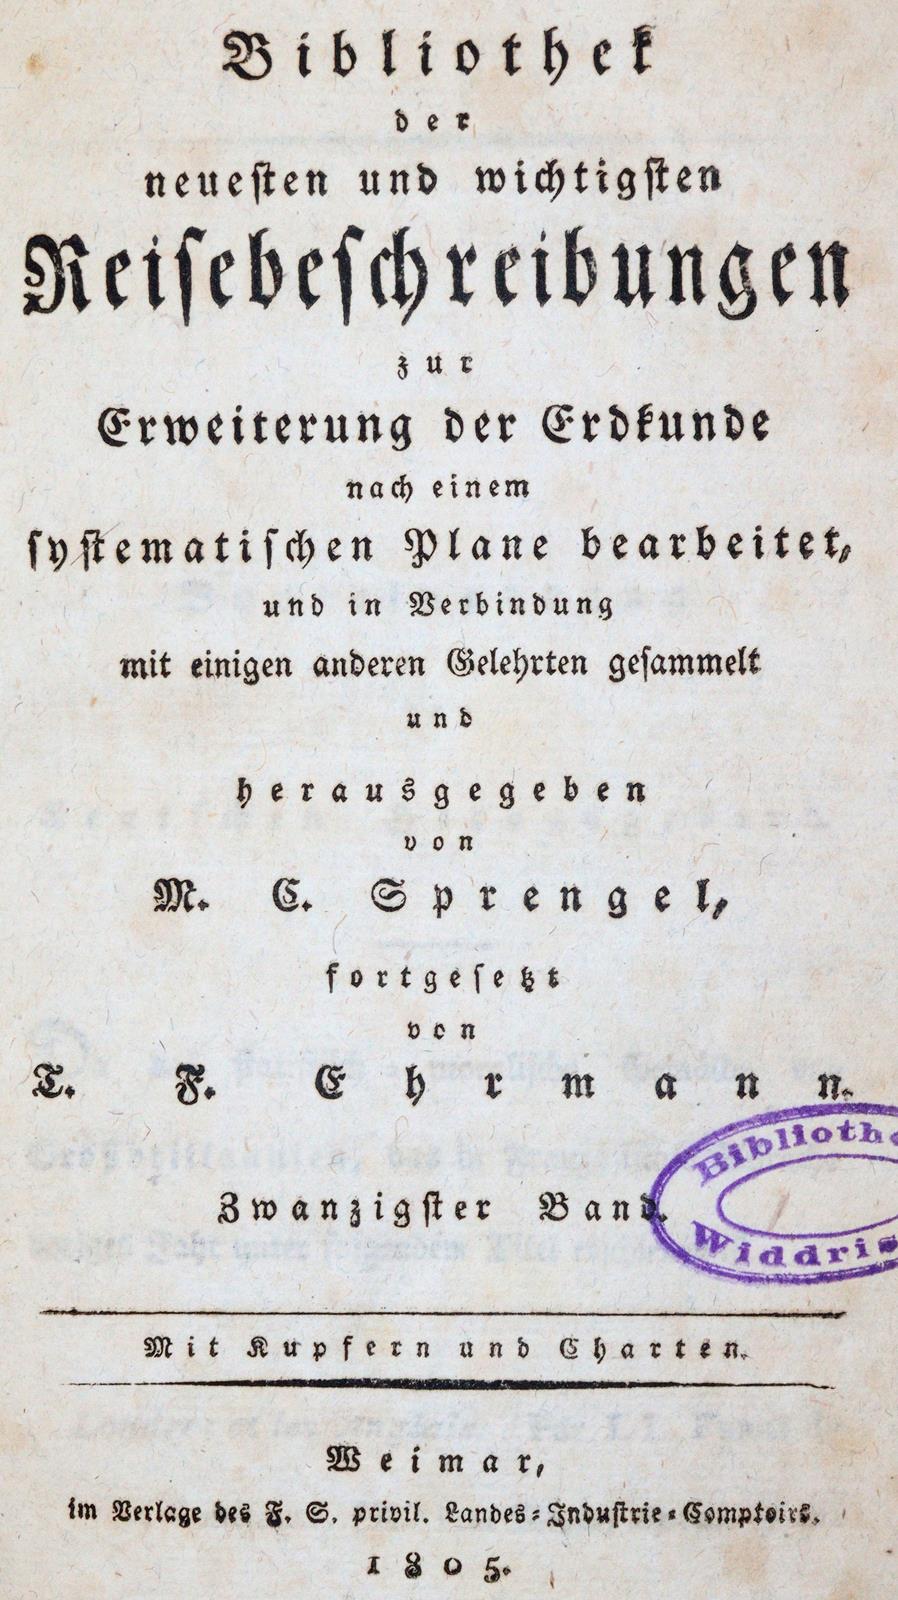 Bibliothek
der
neueſten und wichtigſten
Reiſebeſchreibungen
zur
Erweiterung der Erdkunde
nach einem
ſyſtematiſchen Plane bearbeitet,
und in Verbindung
mit einigen anderen Gelehrten geſammelt
und
herausgegeben
von
M. C. Sprengel,
fortgeſetzt
von
T. F. Ehrmann.
Zwanzigſter Band.
Bibliothe
Widdris
Mit Kupfern und Charten.
Weimar,
im Verlage des F. S. privil. Landes-Induſtrie-Comptoirs.
1805.